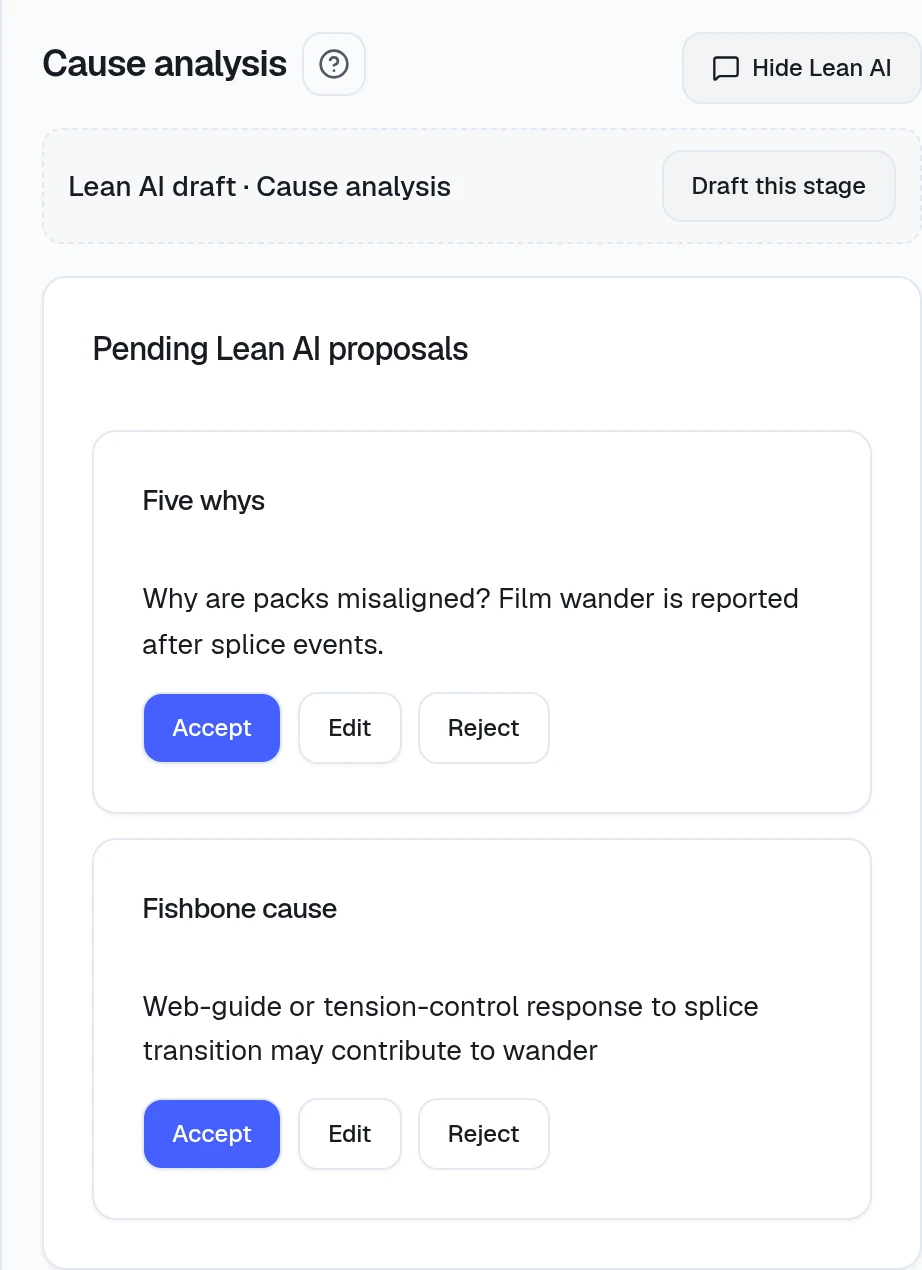 Cause analysis
Hide Lean AI
Lean AI draft · Cause analysis
Draft this stage
Pending Lean AI proposals
Five whys
Why are packs misaligned? Film wander is reported
after splice events.
Accept
Edit
Reject
Fishbone cause
Web-guide or tension-control response to splice
transition may contribute to wander
Accept
Edit
Reject